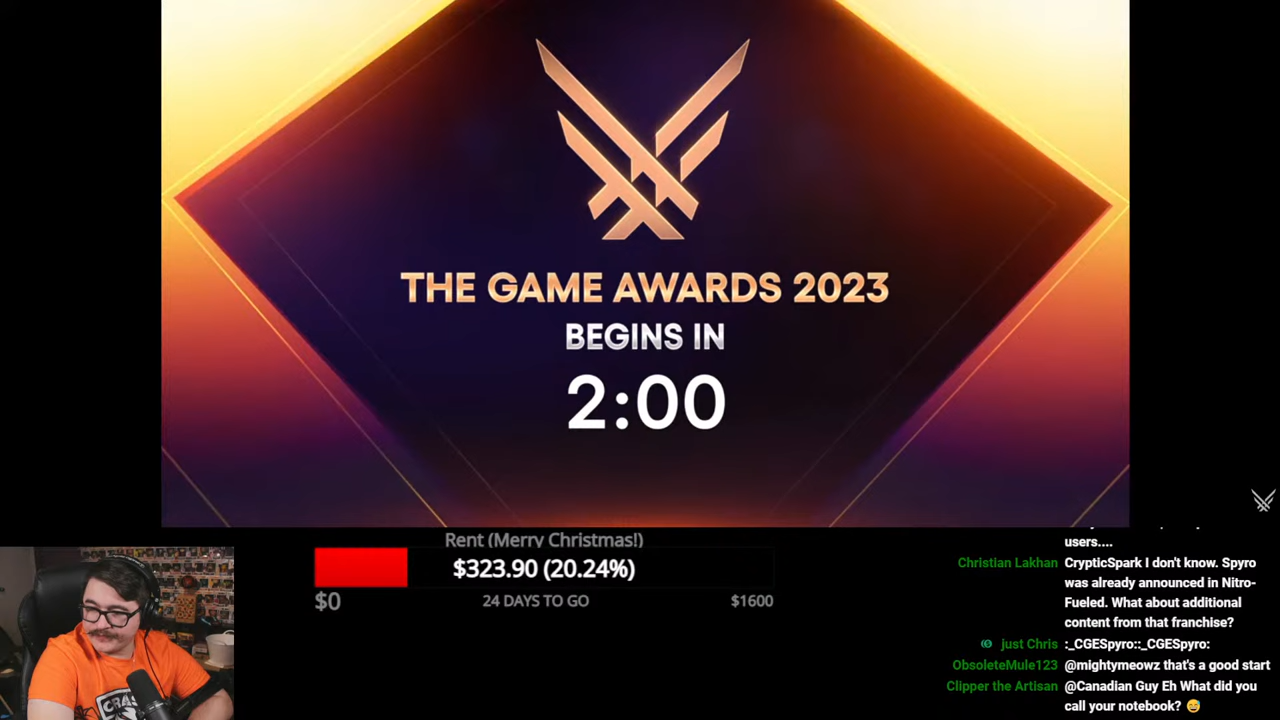 THE GAME AWARDS 2023
BEGINS IN
2:00
Rent (Merry Christmas!)
$323.90 (20.24%)
$0
24 DAYS TO GO
$1600
users....
Christian Lakhan CrypticSpark I don't know. Spyro
was already announced in Nitro-
Fueled. What about additional
content from that franchise?
just Chris :_CGESpyro::_CGESpyro:
ObsoleteMule123 @mightymeowz that's a good start
Clipper the Artisan @Canadian Guy Eh What did you
call your notebook? 😅
CRAS